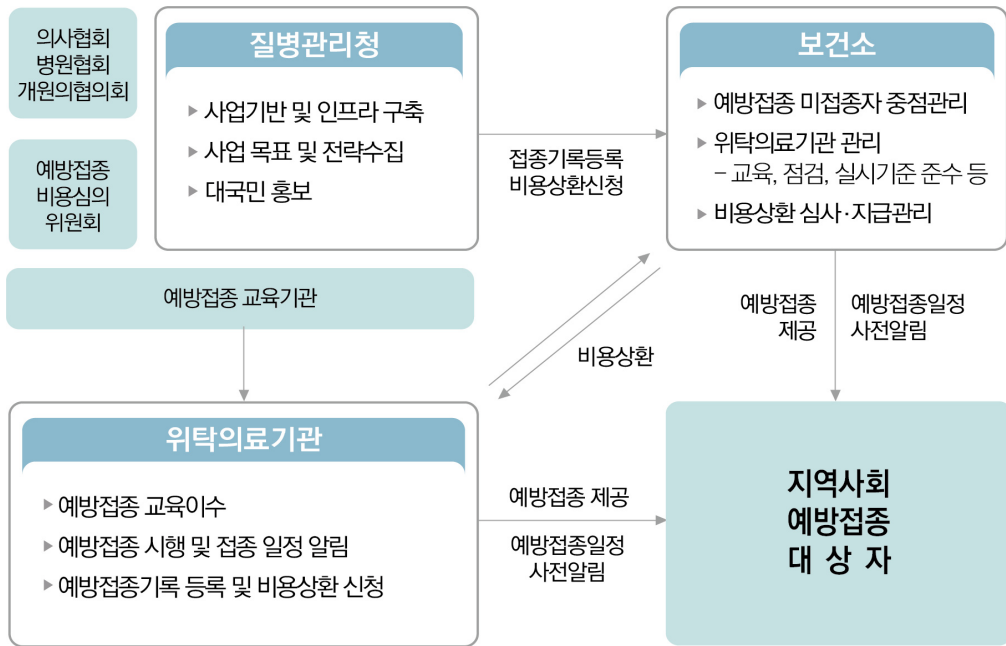 의사협회
병원협회
개원의협의회
예방접종
비용심의
위원회
질병관리청
▶ 사업기반 및 인프라 구축
▶ 사업 목표 및 전략수집
▶ 대국민 홍보
접종기록등록
비용상환신청
보건소
▶ 예방접종 미접종자 중점관리
▶ 위탁의료기관 관리
– 교육, 점검, 실시기준 준수 등
▶ 비용상환 심사·지급관리
예방접종 교육기관
비용상환
예방접종
제공
예방접종일정
사전알림
위탁의료기관
▶ 예방접종 교육이수
▶ 예방접종 시행 및 접종 일정 알림
▶ 예방접종기록 등록 및 비용상환 신청
예방접종 제공
예방접종일정
사전알림
지역사회
예방접종
대 상 자